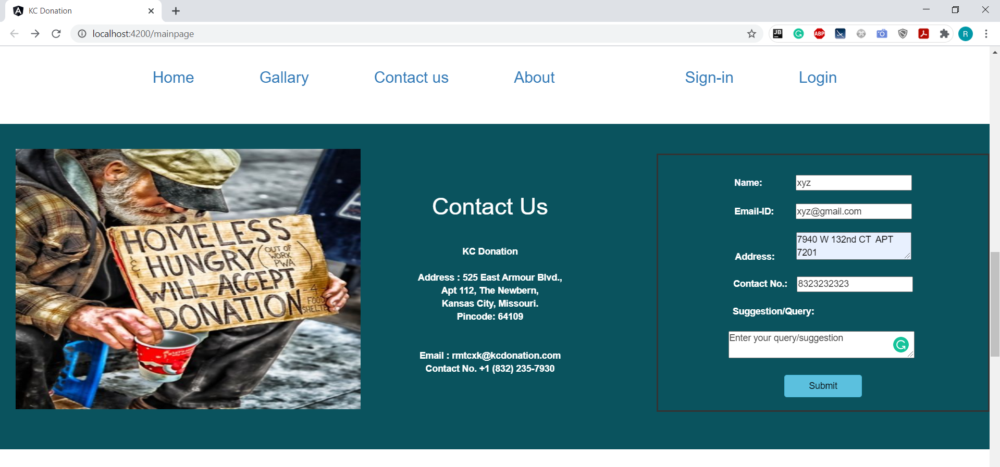 KC Donation
localhost:4200/mainpage
JB
ABP
R
Home
Gallary
Contact us
About
Sign-in
Login
HOMELESS
& HUNGRY (OUT OF WORK PWA)
WILL ACCEPT
DONATION
-4-
FOOD
SHELTE
Contact Us
KC Donation
Address : 525 East Armour Blvd.,
Apt 112, The Newbern,
Kansas City, Missouri.
Pincode: 64109
Email : rmtcxk@kcdonation.com
Contact No. +1 (832) 235-7930
Name: xyz
Email-ID: xyz@gmail.com
Address: 7940 W 132nd CT  APT
7201
Contact No.: 8323232323
Suggestion/Query:
Enter your query/suggestion
Submit